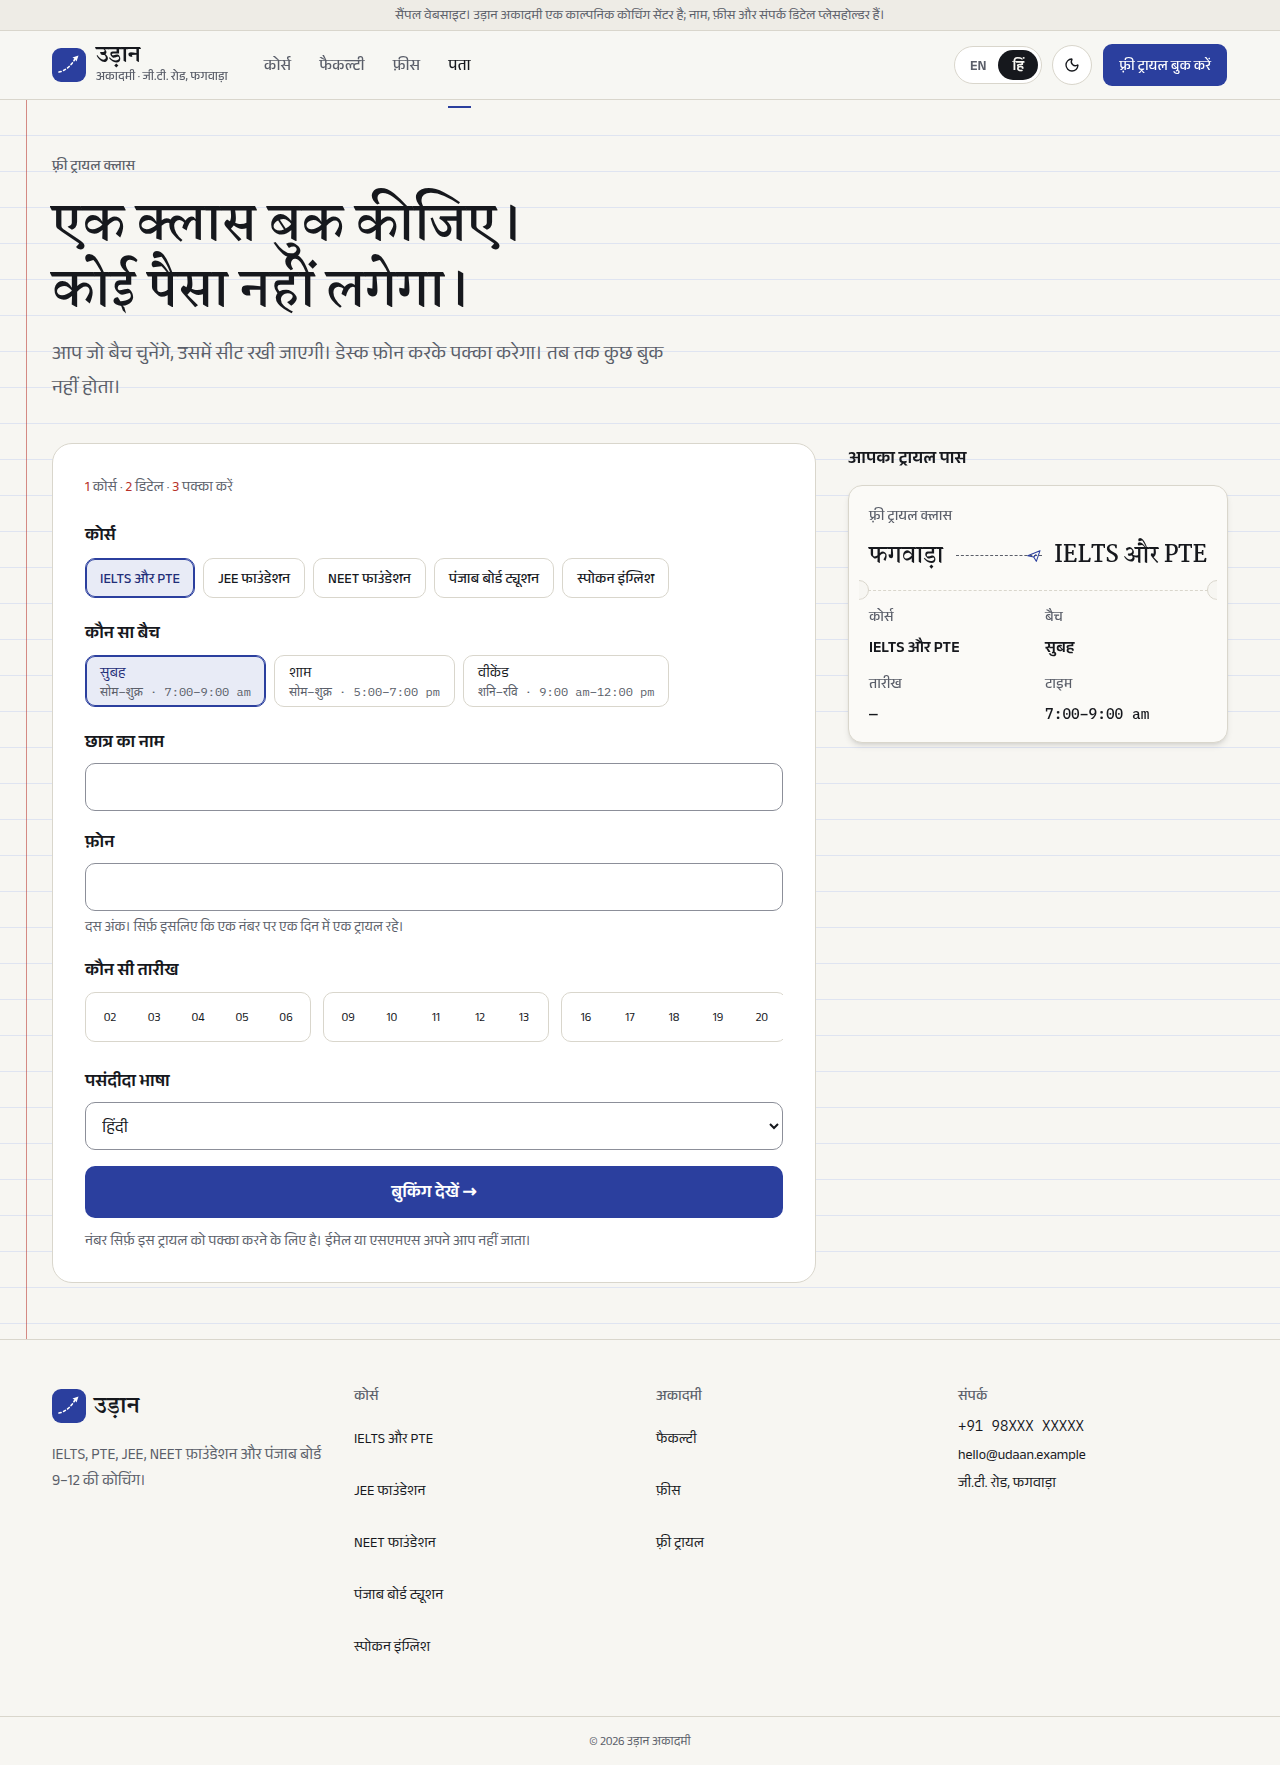 सैंपल वेबसाइट। उड़ान अकादमी एक काल्पनिक कोचिंग सेंटर है; नाम, फ़ीस और संपर्क डिटेल प्लेसहोल्डर हैं।
उड़ान
अकादमी · जी.टी. रोड, फगवाड़ा
कोर्स
फैकल्टी
फ़ीस
पता
EN
हिं
फ़्री ट्रायल बुक करें
फ़्री ट्रायल क्लास
एक क्लास बुक कीजिए।
कोई पैसा नहीं लगेगा।
आप जो बैच चुनेंगे, उसमें सीट रखी जाएगी। डेस्क फ़ोन करके पक्का करेगा। तब तक कुछ बुक
नहीं होता।
1 कोर्स · 2 डिटेल · 3 पक्का करें
कोर्स
IELTS और PTE
JEE फाउंडेशन
NEET फाउंडेशन
पंजाब बोर्ड ट्यूशन
स्पोकन इंग्लिश
कौन सा बैच
सुबह
सोम–शुक्र · 7:00–9:00 am
शाम
सोम–शुक्र · 5:00–7:00 pm
वीकेंड
शनि–रवि · 9:00 am–12:00 pm
छात्र का नाम
फ़ोन
दस अंक। सिर्फ़ इसलिए कि एक नंबर पर एक दिन में एक ट्रायल रहे।
कौन सी तारीख
02 03 04 05 06 09 10 11 12 13 16 17 18 19 20
पसंदीदा भाषा
हिंदी
बुकिंग देखें →
नंबर सिर्फ़ इस ट्रायल को पक्का करने के लिए है। ईमेल या एसएमएस अपने आप नहीं जाता।
आपका ट्रायल पास
फ़्री ट्रायल क्लास
फगवाड़ा
IELTS और PTE
कोर्स
बैच
IELTS और PTE
सुबह
तारीख
टाइम
—
7:00–9:00 am
उड़ान
IELTS, PTE, JEE, NEET फ़ाउंडेशन और पंजाब बोर्ड
9–12 की कोचिंग।
कोर्स
IELTS और PTE
JEE फाउंडेशन
NEET फाउंडेशन
पंजाब बोर्ड ट्यूशन
स्पोकन इंग्लिश
अकादमी
फैकल्टी
फ़ीस
फ़्री ट्रायल
संपर्क
+91 98XXX XXXXX
hello@udaan.example
जी.टी. रोड, फगवाड़ा
© 2026 उड़ान अकादमी